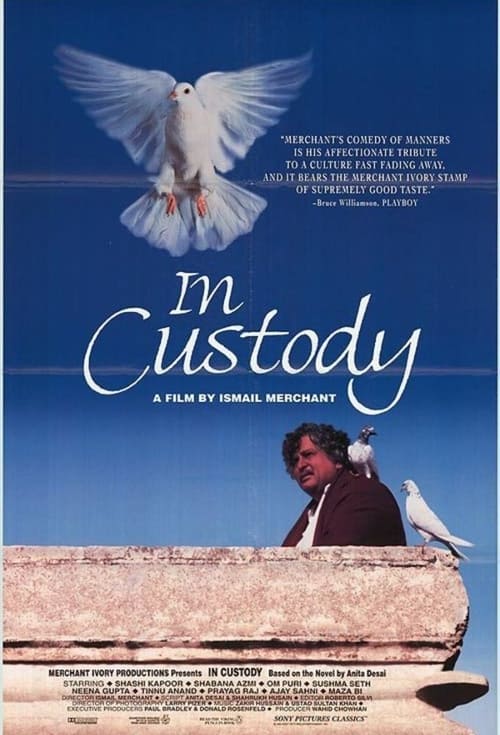 "MERCHANT'S COMEDY OF MANNERS
IS HIS AFFECTIONATE TRIBUTE
TO A CULTURE FAST FADING AWAY,
AND IT BEARS THE MERCHANT IVORY STAMP
OF SUPREMELY GOOD TASTE."
–Bruce Williamson, PLAYBOY
In
Custody
A FILM BY ISMAIL MERCHANT
MERCHANT IVORY PRODUCTIONS Presents IN CUSTODY Based on the Novel by Anita Desai
STARRING ◆ SHASHI KAPOOR ◆ SHABANA AZMI ◆ OM PURI ◆ SUSHMA SETH
NEENA GUPTA ◆ TINNU ANAND ◆ PRAYAG RAJ ◆ AJAY SAHNI ◆ MAZA BI
DIRECTOR ISMAIL MERCHANT ◆ SCRIPT ANITA DESAI & SHAHRUKH HUSAIN ◆ EDITOR ROBERTO SILVI
DIRECTOR OF PHOTOGRAPHY LARRY PIZER ◆ MUSIC ZAKIR HUSSAIN & USTAD SULTAN KHAN ◆
EXECUTIVE PRODUCERS PAUL BRADLEY & DONALD ROSENFELD ◆ PRODUCER WAHID CHOWHAN
SONY PICTURES CLASSICS